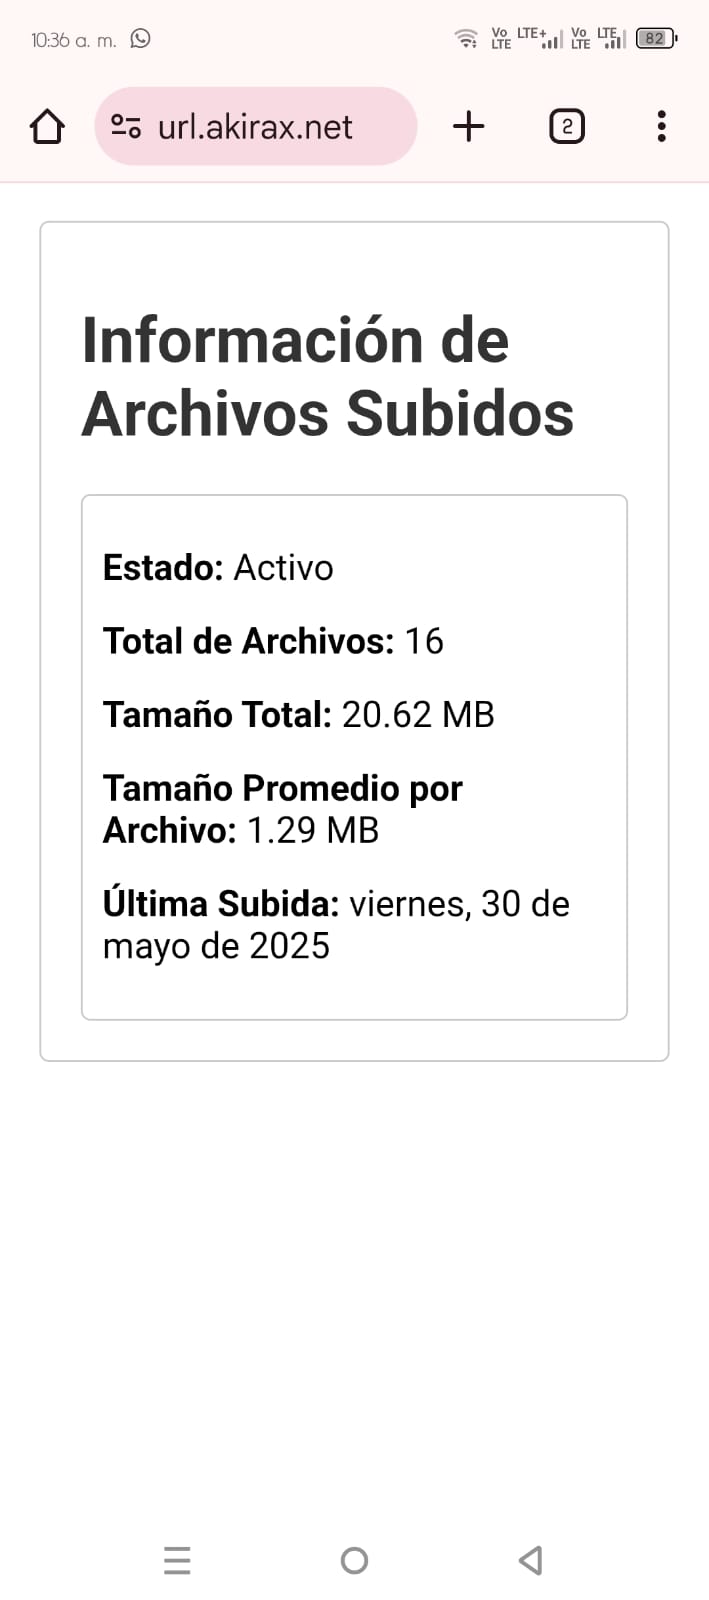 10:36 a. m.
Vo LTE LTE+ Vo LTE LTE 82
url.akirax.net
2
Información de
Archivos Subidos
Estado: Activo
Total de Archivos: 16
Tamaño Total: 20.62 MB
Tamaño Promedio por
Archivo: 1.29 MB
Última Subida: viernes, 30 de
mayo de 2025